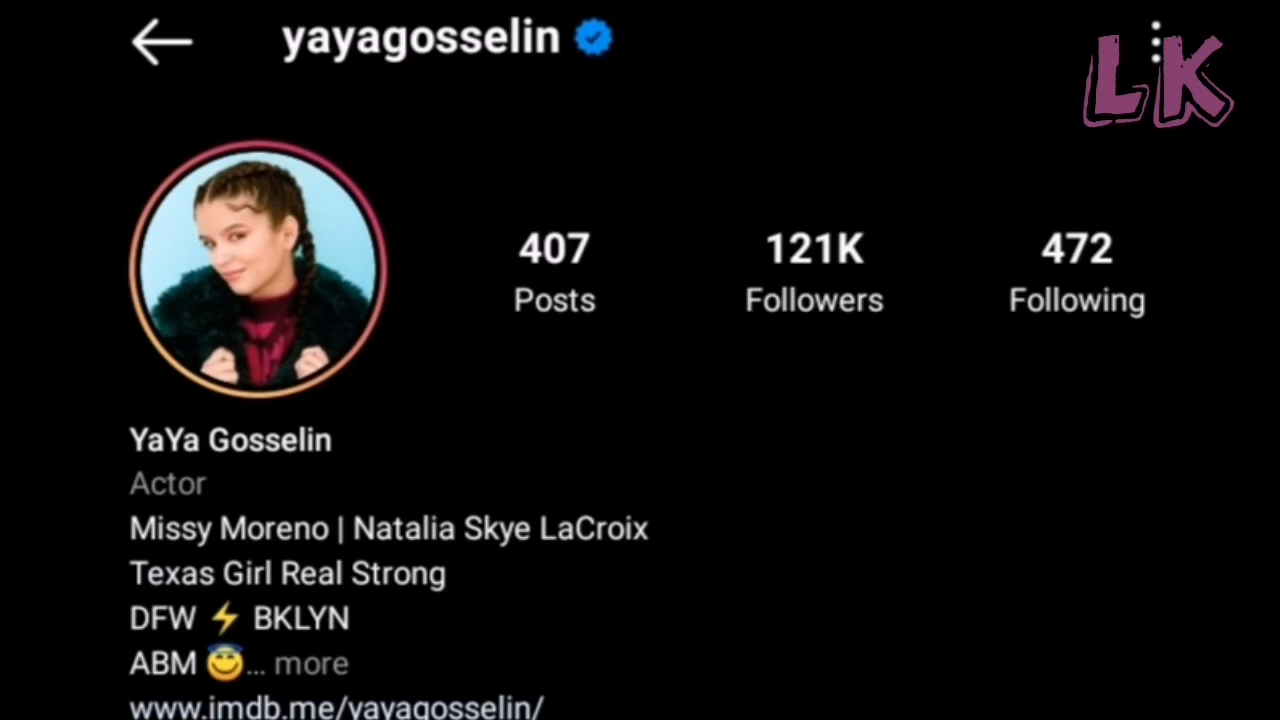 yayagosselin
LK
407
121K
472
Posts
Followers
Following
YaYa Gosselin
Actor
Missy Moreno | Natalia Skye LaCroix
Texas Girl Real Strong
DFW ⚡ BKLYN
ABM 😇... more
www.imdb.me/yayagosselin/